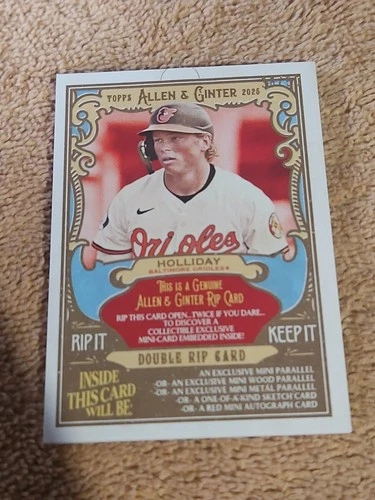 TOPPS ALLEN & GINTER 2025
Orioles
HOLLIDAY
BALTIMORE ORIOLES
THIS IS A GENUINE
ALLEN & GINTER RIP CARD
RIP THIS CARD OPEN...TWICE IF YOU DARE...
TO DISCOVER A
COLLECTIBLE EXCLUSIVE
MINI-CARD EMBEDDED INSIDE!
RIP IT
KEEP IT
DOUBLE RIP CARD
INSIDE
THIS CARD
WILL BE
AN EXCLUSIVE MINI PARALLEL
-OR- AN EXCLUSIVE MINI WOOD PARALLEL
-OR- AN EXCLUSIVE MINI METAL PARALLEL
-OR- A ONE-OF-A-KIND SKETCH CARD
-OR- A RED MINI AUTOGRAPH CARD